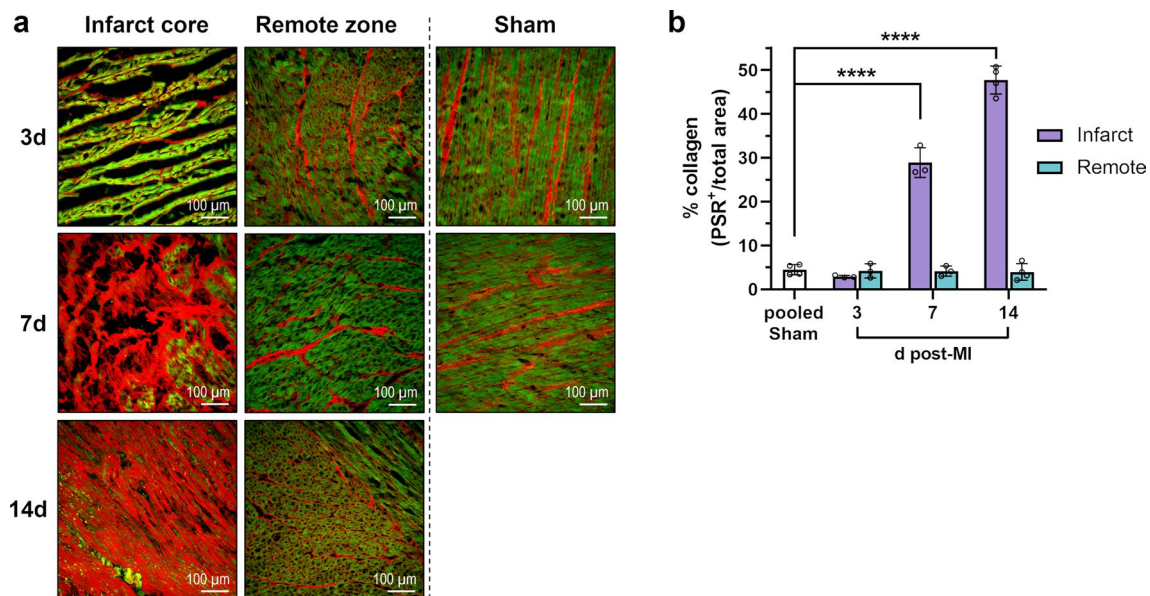 a
Infarct core Remote zone Sham
3d
100 µm 100 µm 100 µm
7d
100 µm 100 µm 100 µm
14d
100 µm 100 µm
b
% collagen
(PSR⁺/total area)
50
40
30
20
10
5
0
****
****
Infarct
Remote
pooled 3 7 14
Sham
d post-MI